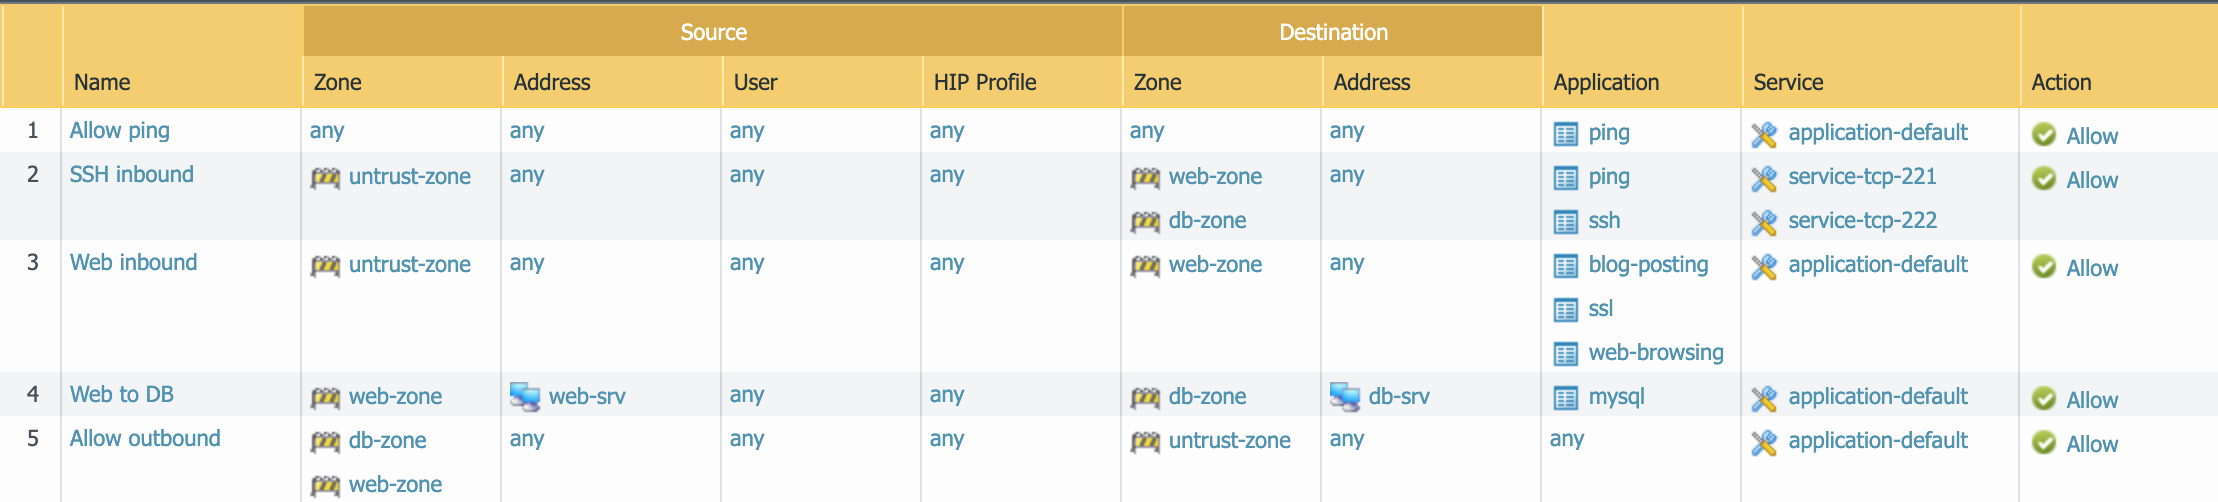 Source Destination
Name Zone Address User HIP Profile Zone Address Application Service Action
1 Allow ping any any any any any any ping application-default Allow
2 SSH inbound untrust-zone any any any web-zone any ping service-tcp-221 Allow
db-zone ssh service-tcp-222
3 Web inbound untrust-zone any any any web-zone any blog-posting application-default Allow
ssl
web-browsing
4 Web to DB web-zone web-srv any any db-zone db-srv mysql application-default Allow
5 Allow outbound db-zone any any any untrust-zone any any application-default Allow
web-zone